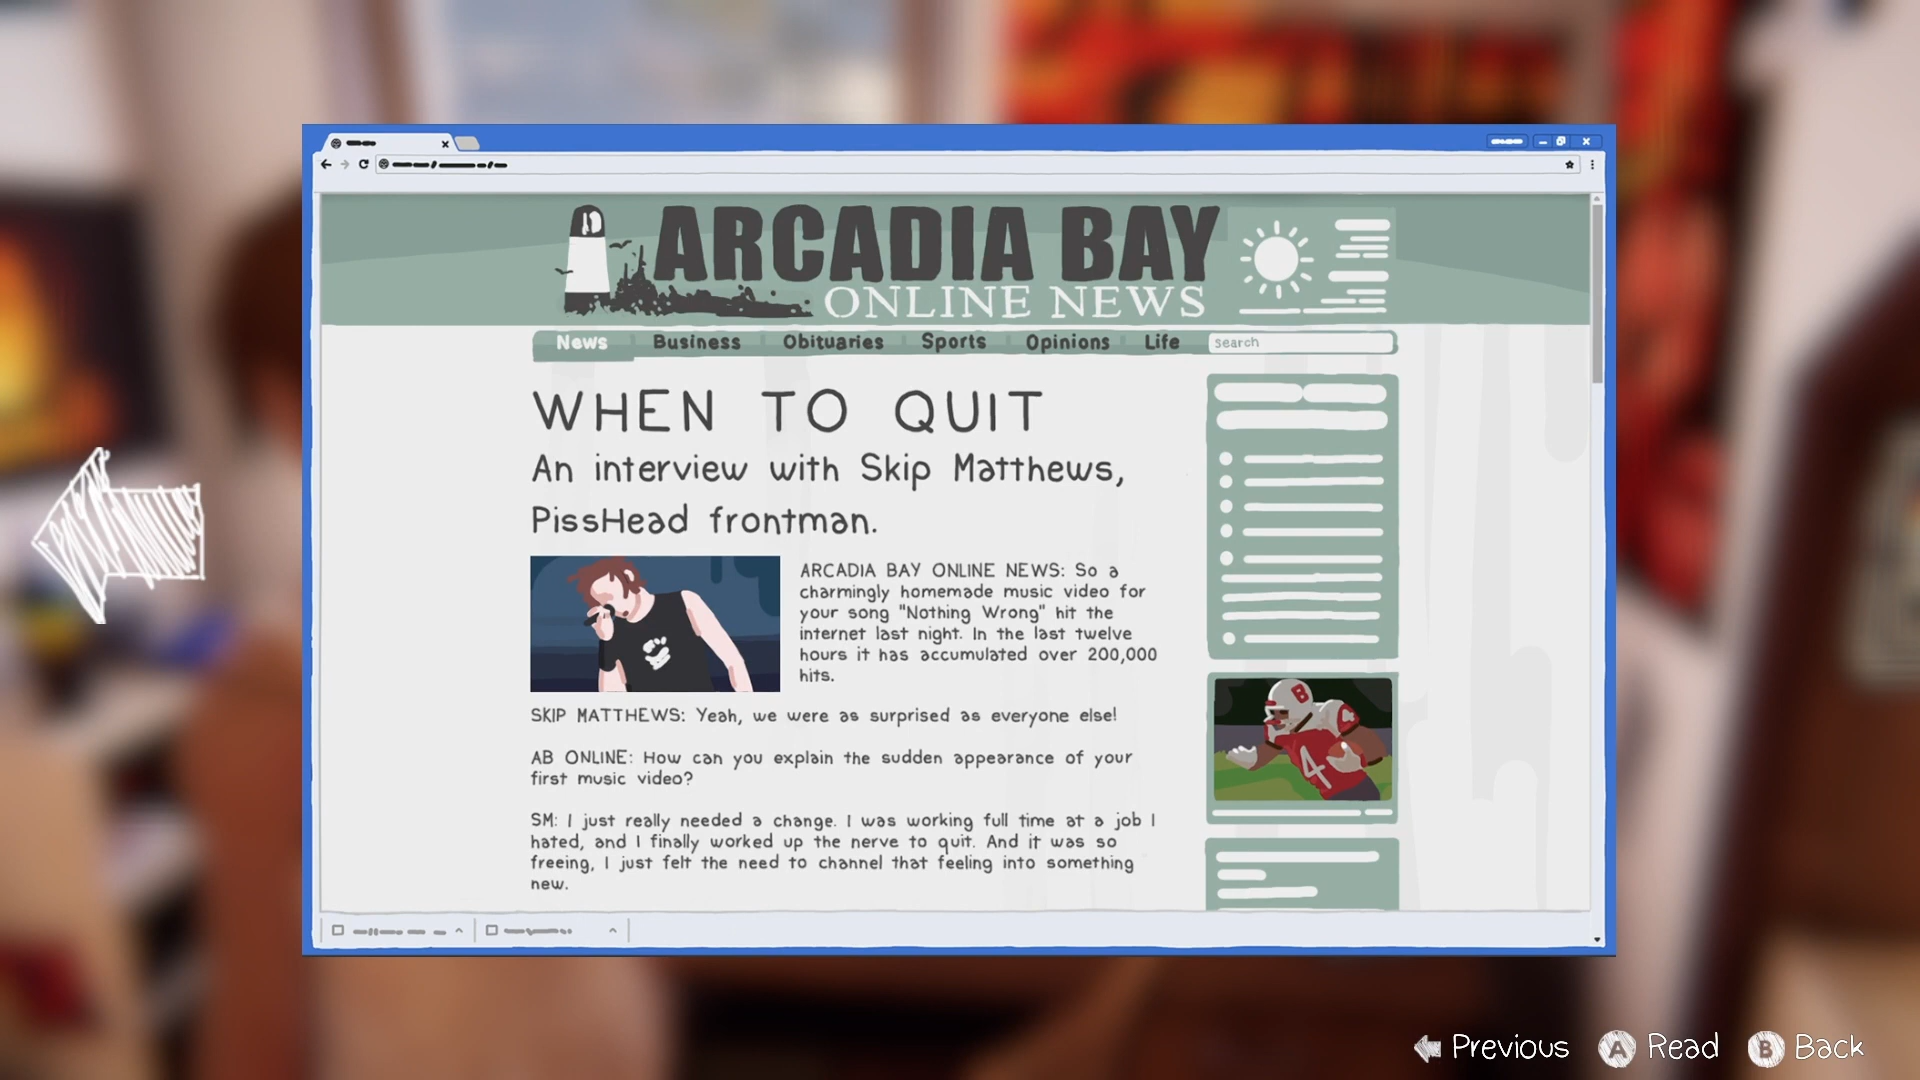 ARCADIA BAY
ONLINE NEWS
News Business Obituaries Sports Opinions Life search
WHEN TO QUIT
An interview with Skip Matthews,
PissHead frontman.
ARCADIA BAY ONLINE NEWS: So a
charmingly homemade music video for
your song "Nothing Wrong" hit the
internet last night. In the last twelve
hours it has accumulated over 200,000
hits.
SKIP MATTHEWS: Yeah, we were as surprised as everyone else!
AB ONLINE: How can you explain the sudden appearance of your
first music video?
SM: I just really needed a change. I was working full time at a job I
hated, and I finally worked up the nerve to quit. And it was so
freeing, I just felt the need to channel that feeling into something
new.
B
4
4
Previous A Read B Back